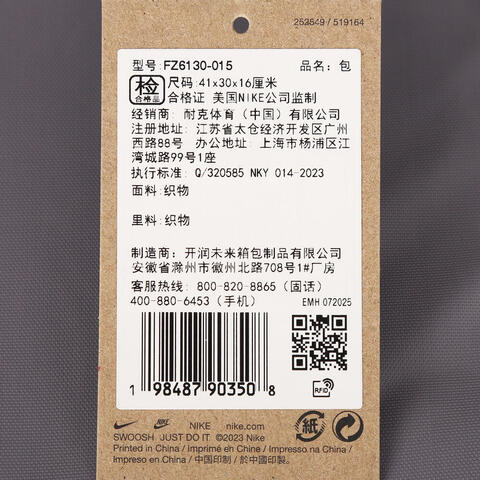 253549 / 519164
型号: FZ6130-015 品名: 包
检 合格品 尺码: 41×30×16厘米
合格证 美国NIKE公司监制
经销商: 耐克体育（中国）有限公司
注册地址: 江苏省太仓经济开发区广州
西路88号 办公地址: 上海市杨浦区江
湾城路99号1座
执行标准: Q/320585 NKY 014-2023
面料: 织物
里料: 织物
制造商: 开润未来箱包制品有限公司
安徽省滁州市徽州北路708号1#厂房
客服热线: 800-820-8865（固话）
400-880-6453（手机） EMH 072025
1 98487 90350 8
RFID
NIKE NIKE nike.com
SWOOSH JUST DO IT ©2023 Nike
Printed in China / Imprimé en Chine / Impresso na China /
Impreso en China / 中国印制 / 於中國印製。
紙